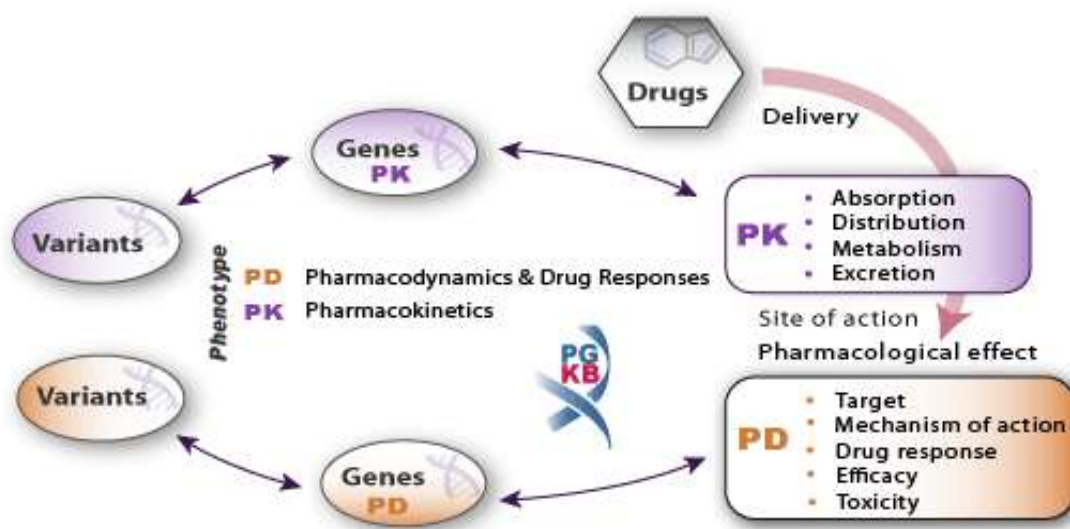 Drugs
Delivery
Genes
PK
Variants
PK
• Absorption
• Distribution
• Metabolism
• Excretion
Phenotype
PD Pharmacodynamics & Drug Responses
PK Pharmacokinetics
Site of action
Pharmacological effect
PG
KB
Variants
PD
• Target
• Mechanism of action
• Drug response
• Efficacy
• Toxicity
Genes
PD